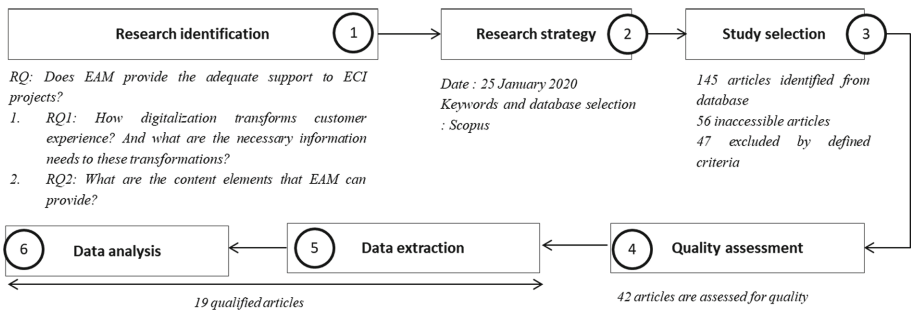 Research identification
1
Research strategy
2
Study selection
3
RQ: Does EAM provide the adequate support to ECI
projects?
1. RQ1: How digitalization transforms customer
experience? And what are the necessary information
needs to these transformations?
2. RQ2: What are the content elements that EAM can
provide?
Date : 25 January 2020
Keywords and database selection
: Scopus
145 articles identified from
database
56 inaccessible articles
47 excluded by defined
criteria
6
Data analysis
5
Data extraction
4
Quality assessment
19 qualified articles
42 articles are assessed for quality